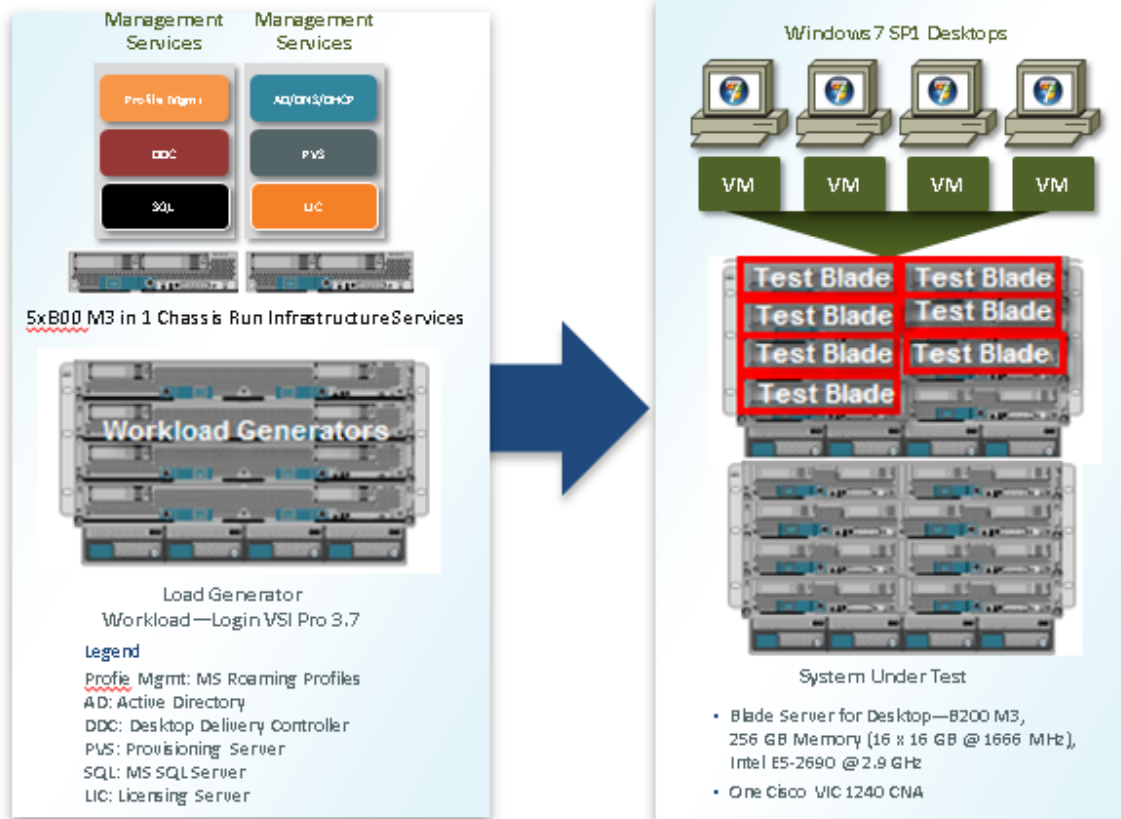 Management
Services
Management
Services
Profile Mgmt
AD/DNS/DHCP
DDC
PVS
SQL
LIC
5xB00 M3 in 1 Chassis Run Infrastructure Services
Workload Generators
Load Generator
Workload—Login VSI Pro 3.7
Legend
Profie Mgmt: MS Roaming Profiles
AD: Active Directory
DDC: Desktop Delivery Controller
PVS: Provisioning Server
SQL: MS SQL Server
LIC: Licensing Server
Windows 7 SP1 Desktops
VM
VM
VM
VM
Test Blade
Test Blade
Test Blade
Test Blade
Test Blade
Test Blade
Test Blade
System Under Test
• Blade Server for Desktop—B200 M3,
256 GB Memory (16 x 16 GB @ 1666 MHz),
Intel E5-2690 @ 2.9 GHz
• One Cisco VIC 1240 CNA